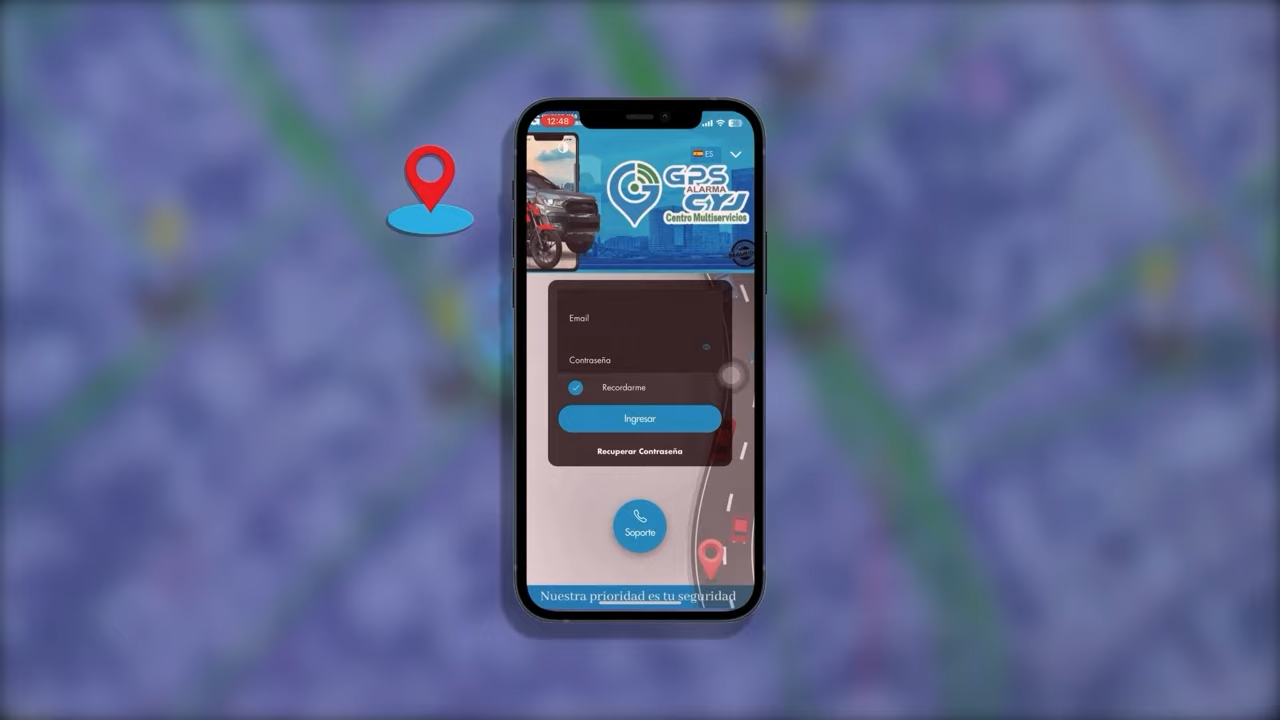 12:48
ES
GPS
ALARMA
CYJ
Centro Multiservicios
Email
Contraseña
Recordarme
Ingresar
Recuperar Contraseña
Soporte
Nuestra prioridad es tu seguridad